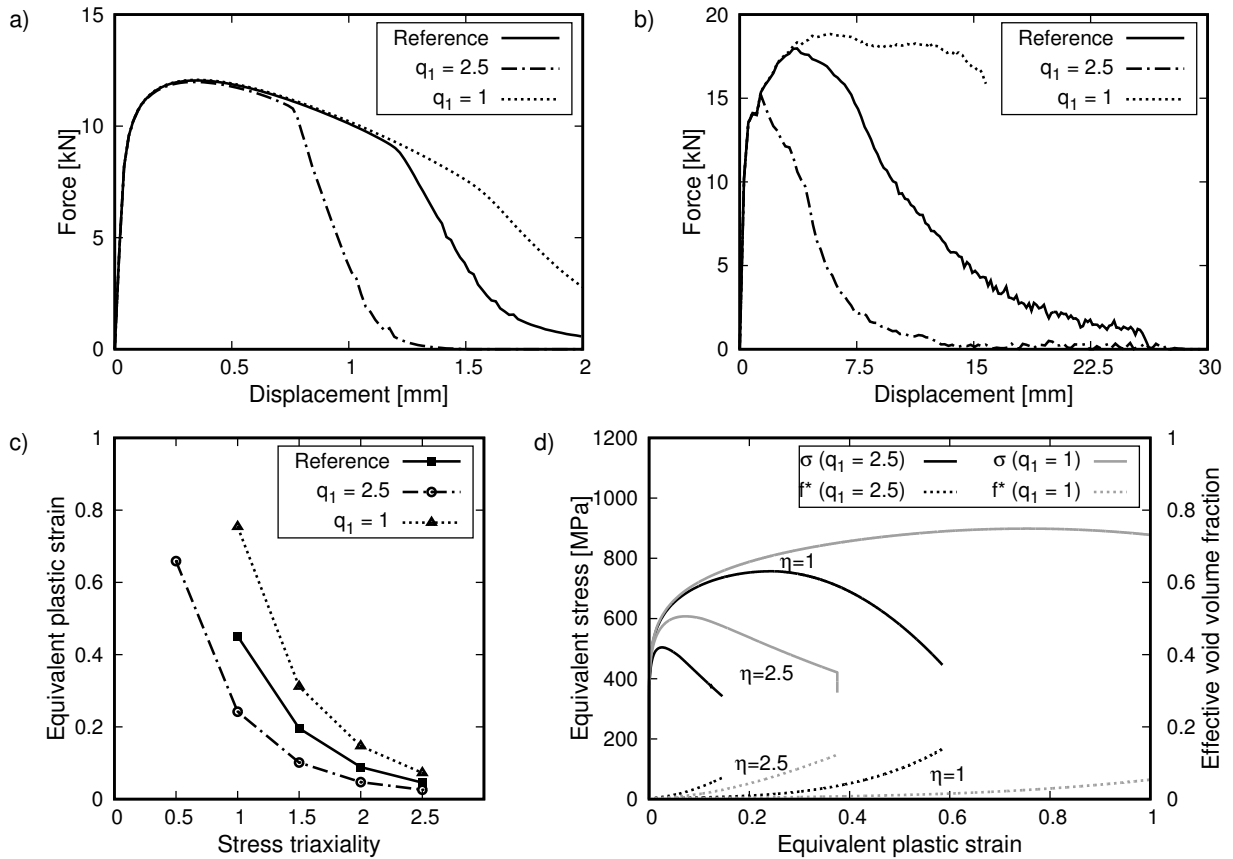 a)
Force [kN]
15
10
5
0
0
0.5
1
1.5
2
Displacement [mm]
Reference
q1 = 2.5
q1 = 1
b)
Force [kN]
20
15
10
5
0
0
7.5
15
22.5
30
Displacement [mm]
Reference
q1 = 2.5
q1 = 1
c)
Equivalent plastic strain
1
0.8
0.6
0.4
0.2
0
0
0.5
1.0
1.5
2.0
2.5
Stress triaxiality
Reference
q1 = 2.5
q1 = 1
d)
Equivalent stress [MPa]
1200
1000
800
600
400
200
0
0.0
0.2
0.4
0.6
0.8
1
Equivalent plastic strain
Effective void volume fraction
1
0.8
0.6
0.4
0.2
0
σ (q1 = 2.5)
f* (q1 = 2.5)
σ (q1 = 1)
f* (q1 = 1)
η=1
η=2.5
η=2.5
η=1